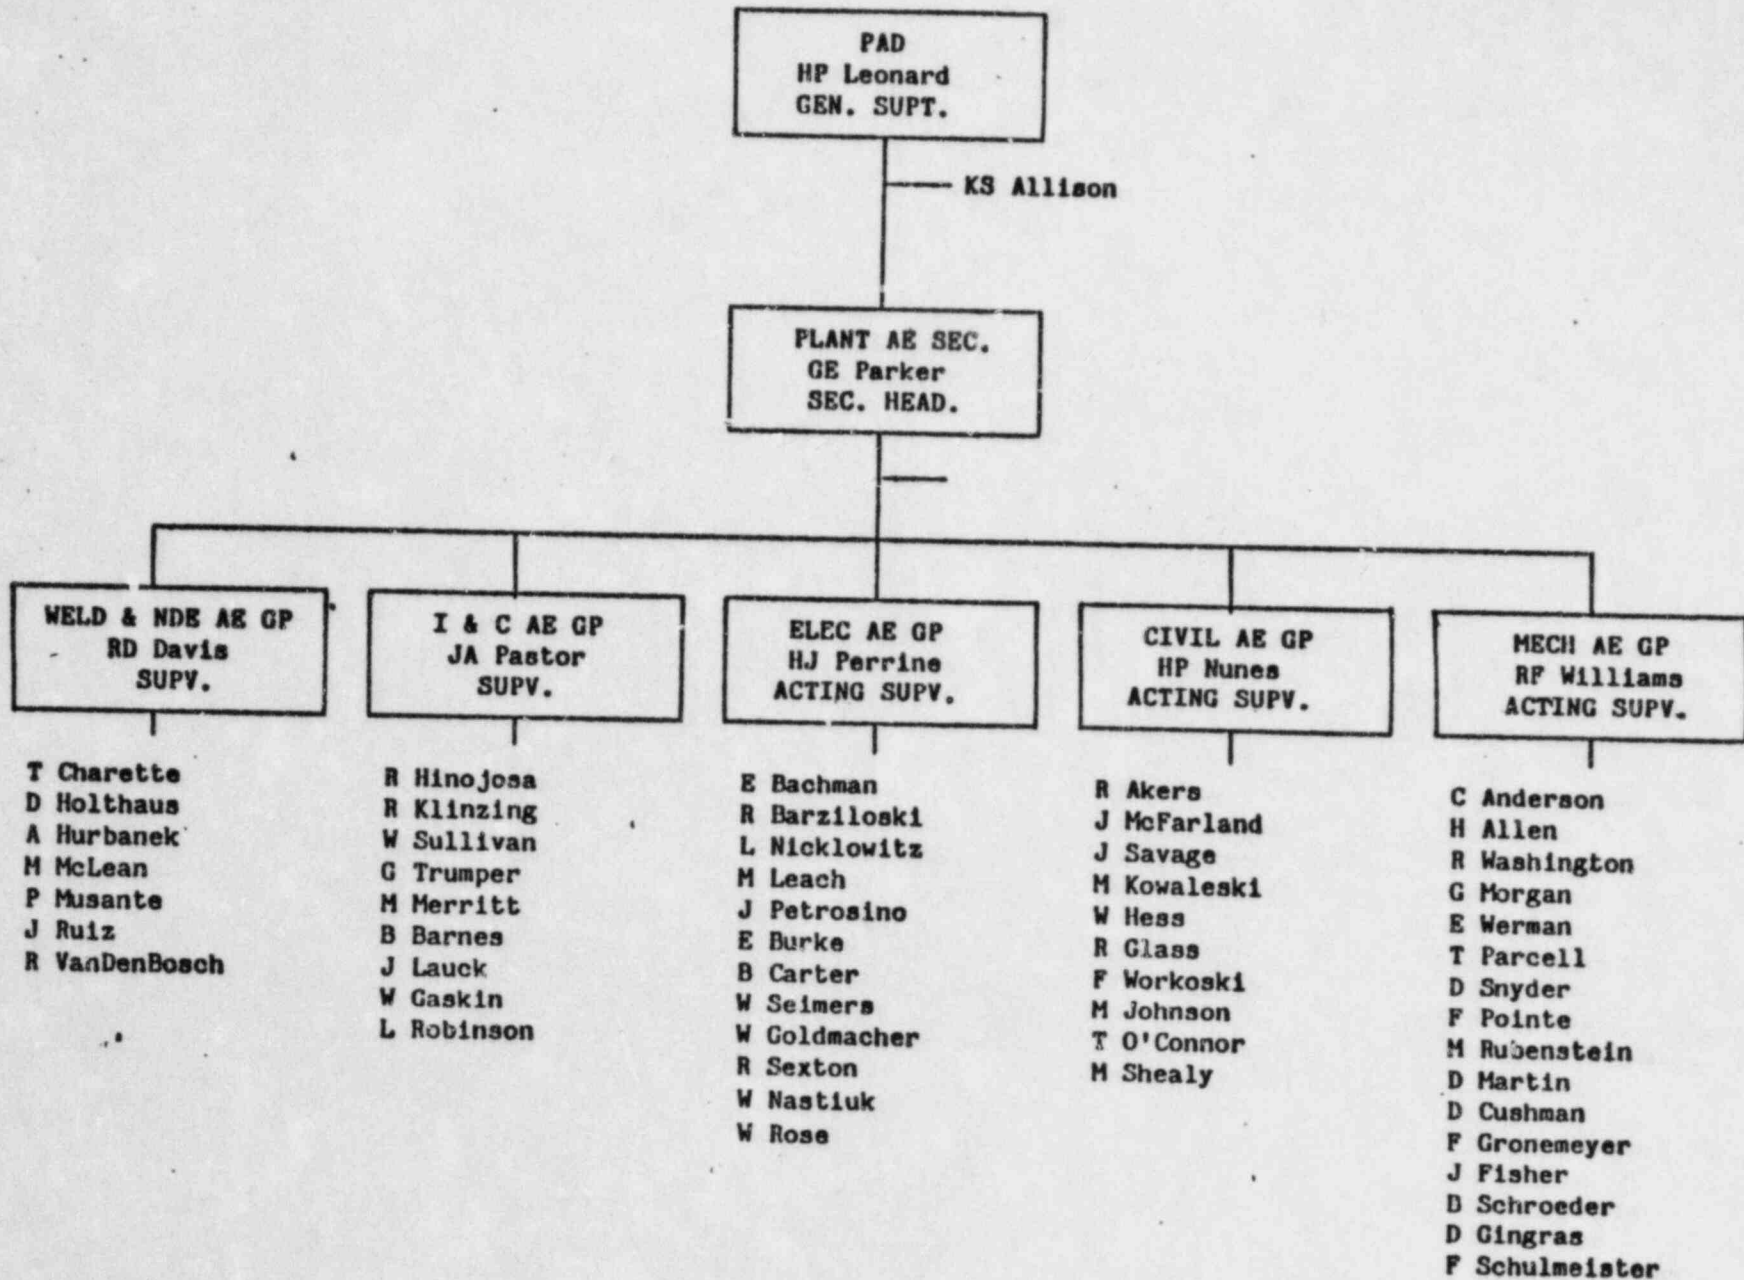 PAD
HP Leonard
GEN. SUPT.
KS Allison
PLANT AE SEC.
GE Parker
SEC. HEAD.
WELD & NDE AE GP
RD Davis
SUPV.
T Charette
D Holthaus
A Hurbanek
M McLean
P Musante
J Ruiz
R VanDenBosch
I & C AE GP
JA Pastor
SUPV.
R Hinojosa
R Klinzing
W Sullivan
G Trumper
M Merritt
B Barnes
J Lauck
W Gaskin
L Robinson
ELEC AE GP
HJ Perrine
ACTING SUPV.
E Bachman
R Barziloski
L Nicklowitz
M Leach
J Petrosino
E Burke
B Carter
W Seimers
W Goldmacher
R Sexton
W Nastiuk
W Rose
CIVIL AE GP
HP Nunes
ACTING SUPV.
R Akers
J McFarland
J Savage
M Kowaleski
W Hess
R Glass
F Workoski
M Johnson
T O'Connor
M Shealy
MECH AE GP
RF Williams
ACTING SUPV.
C Anderson
H Allen
R Washington
G Morgan
E Werman
T Parcell
D Snyder
F Pointe
M Rubenstein
D Martin
D Cushman
F Gronemeyer
J Fisher
D Schroeder
D Gingras
F Schulmeister